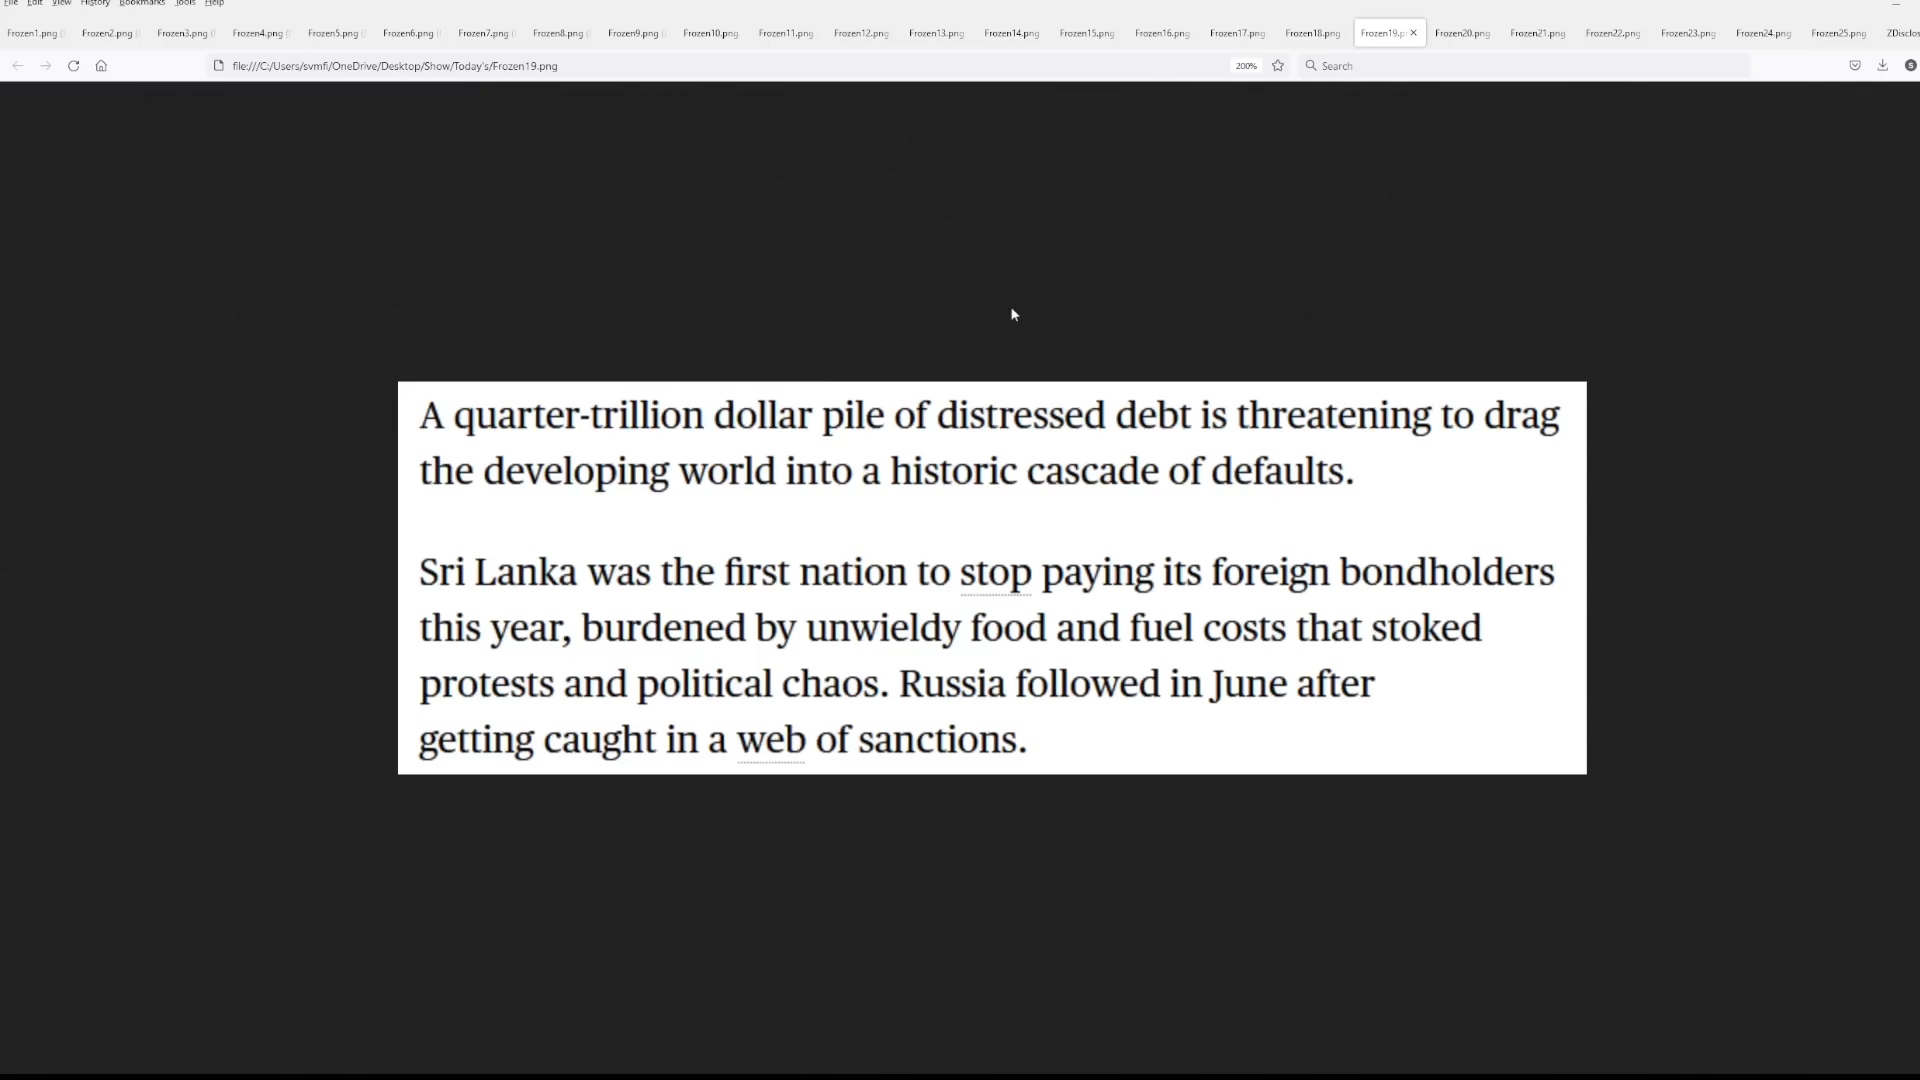 File Edit View History Bookmarks Tools Help
Frozen1.png Frozen2.png Frozen3.png Frozen4.png Frozen5.png Frozen6.png Frozen7.png Frozen8.png Frozen9.png Frozen10.png Frozen11.png Frozen12.png Frozen13.png Frozen14.png Frozen15.png Frozen16.png Frozen17.png Frozen18.png Frozen19.p Frozen20.png Frozen21.png Frozen22.png Frozen23.png Frozen24.png Frozen25.png ZDisclos
file:///C:/Users/svmfi/OneDrive/Desktop/Show/Today's/Frozen19.png 200% Search S
A quarter-trillion dollar pile of distressed debt is threatening to drag
the developing world into a historic cascade of defaults.
Sri Lanka was the first nation to stop paying its foreign bondholders
this year, burdened by unwieldy food and fuel costs that stoked
protests and political chaos. Russia followed in June after
getting caught in a web of sanctions.